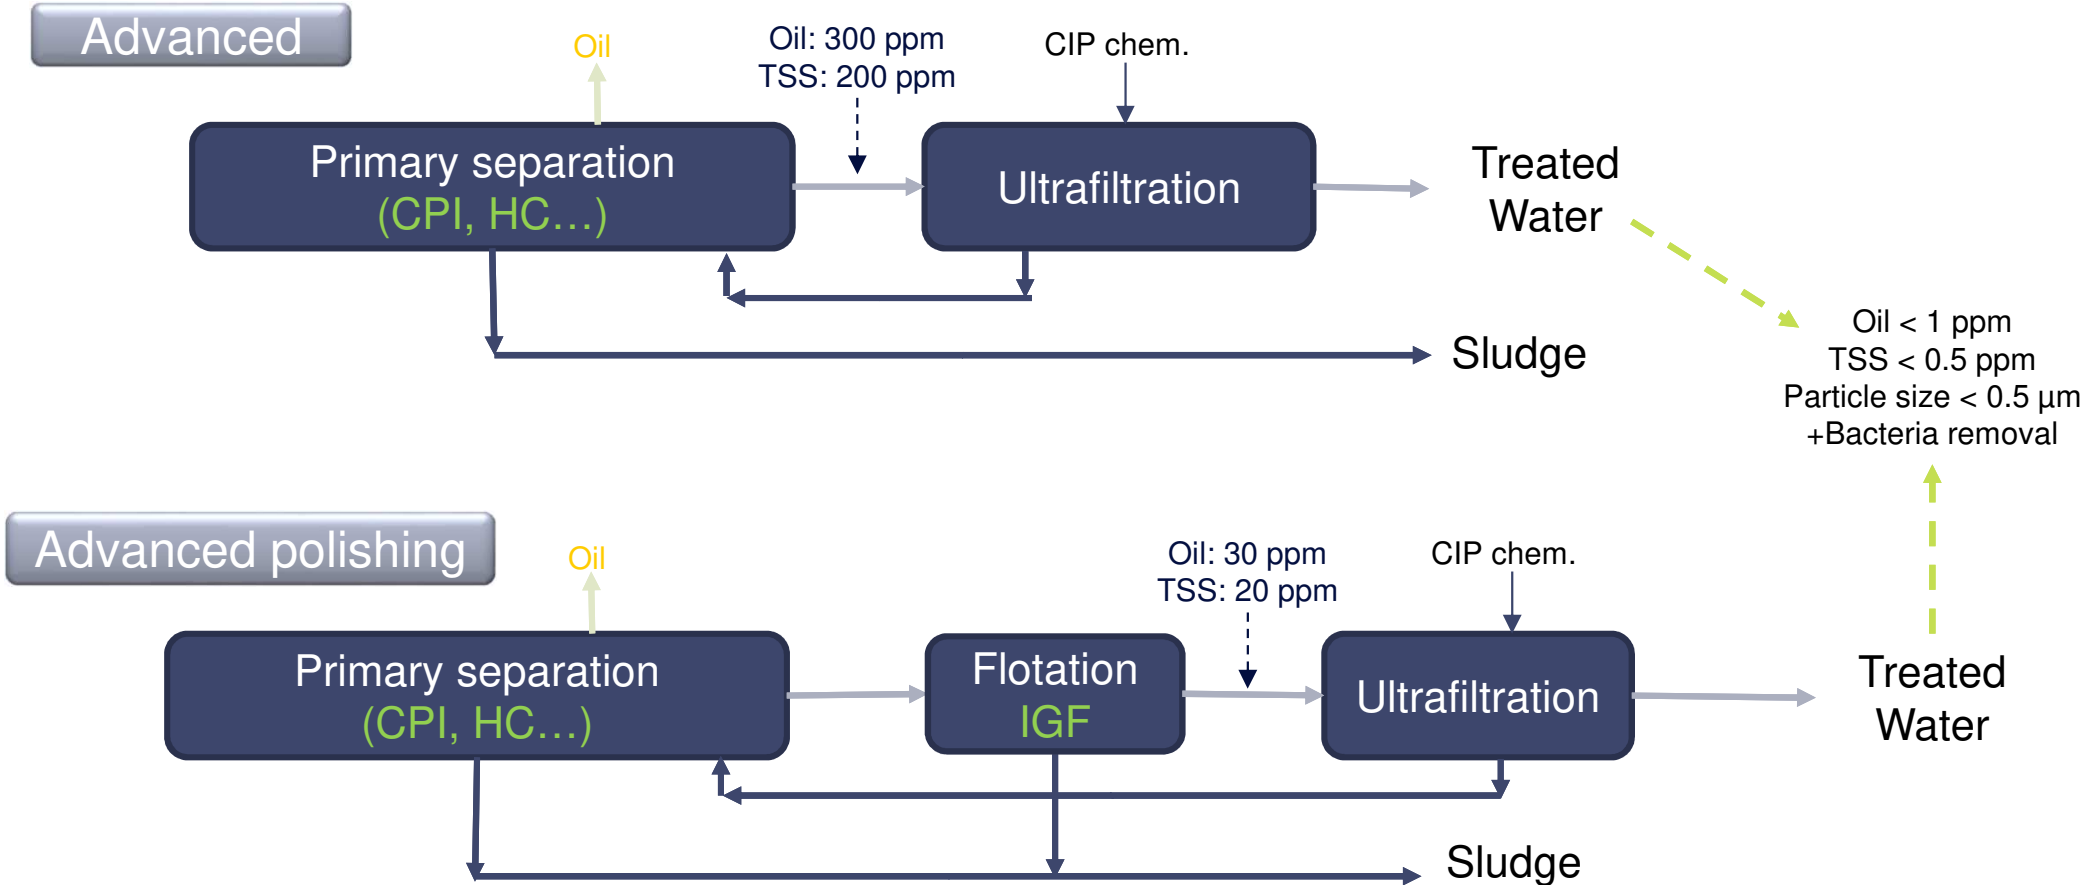 Advanced
Oil
Oil: 300 ppm
TSS: 200 ppm
CIP chem.
Primary separation
(CPI, HC…)
Ultrafiltration
Treated
Water
Sludge
Oil < 1 ppm
TSS < 0.5 ppm
Particle size < 0.5 µm
+Bacteria removal
Advanced polishing
Oil
Oil: 30 ppm
TSS: 20 ppm
CIP chem.
Primary separation
(CPI, HC…)
Flotation
IGF
Ultrafiltration
Treated
Water
Sludge